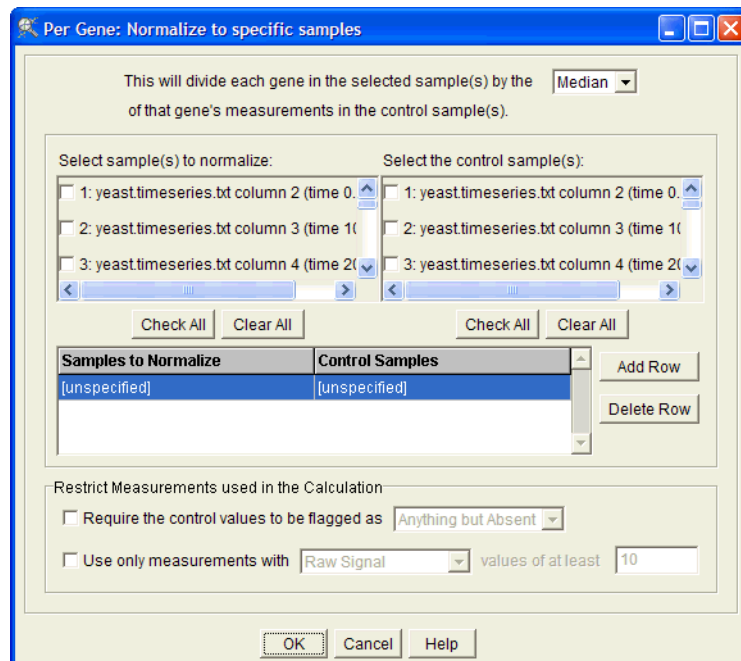 Per Gene: Normalize to specific samples
This will divide each gene in the selected sample(s) by the Median
of that gene's measurements in the control sample(s).
Select sample(s) to normalize: Select the control sample(s):
1: yeast.timeseries.txt column 2 (time 0. 1: yeast.timeseries.txt column 2 (time 0.
2: yeast.timeseries.txt column 3 (time 10 2: yeast.timeseries.txt column 3 (time 10
3: yeast.timeseries.txt column 4 (time 20 3: yeast.timeseries.txt column 4 (time 20
Check All Clear All Check All Clear All
Samples to Normalize Control Samples
[unspecified] [unspecified]
Add Row
Delete Row
Restrict Measurements used in the Calculation
Require the control values to be flagged as Anything but Absent
Use only measurements with Raw Signal values of at least 10
OK Cancel Help